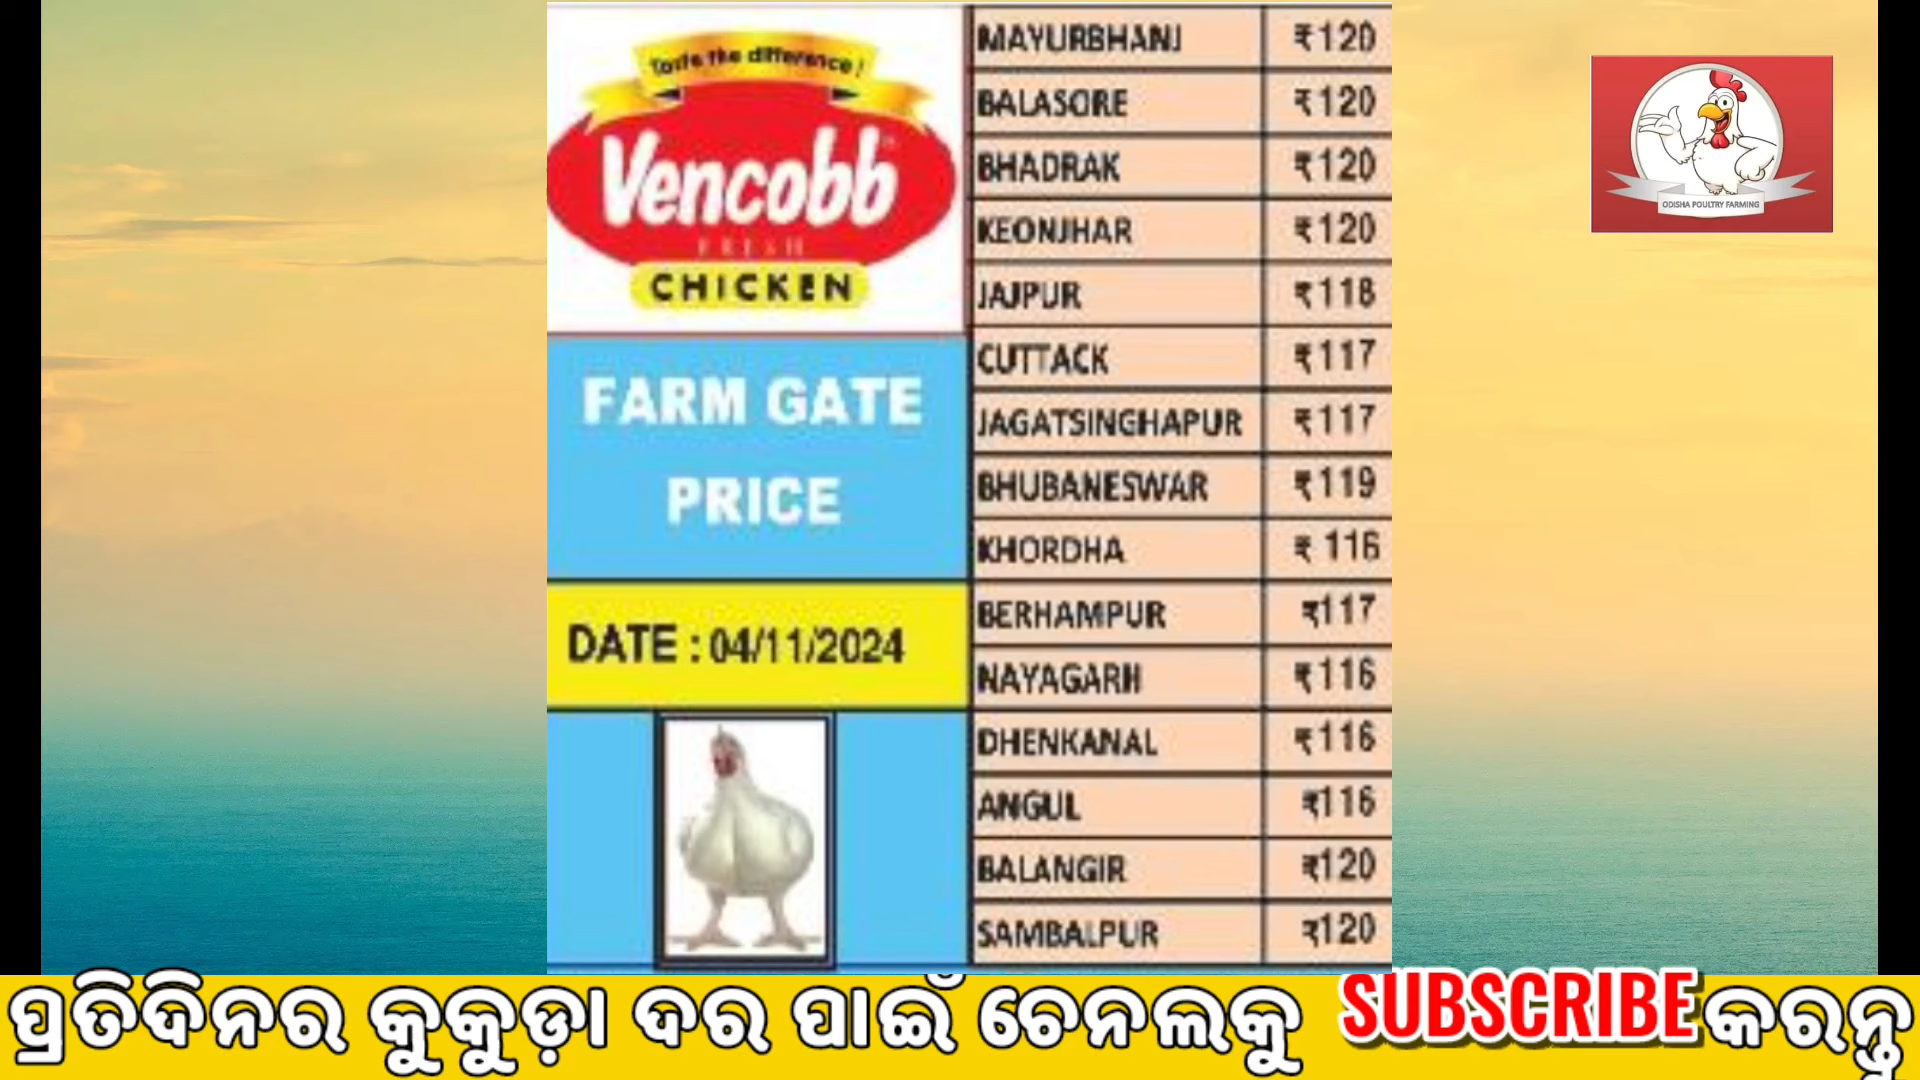 Taste the difference!
Vencobb
FRESH
CHICKEN
FARM GATE
PRICE
DATE : 04/11/2024
MAYURBHANJ ₹120
BALASORE ₹120
BHADRAK ₹120
KEONJHAR ₹120
JAJPUR ₹118
CUTTACK ₹117
JAGATSINGHAPUR ₹117
BHUBANESWAR ₹119
KHORDHA ₹ 116
BERHAMPUR ₹117
NAYAGARH ₹116
DHENKANAL ₹116
ANGUL ₹116
BALANGIR ₹120
SAMBALPUR ₹120
ODISHA POULTRY FARMING
ପ୍ରତିଦିନର କୁକୁଡ଼ା ଦର ପାଇଁ ଚେନଲକୁ SUBSCRIBE କରନ୍ତୁ